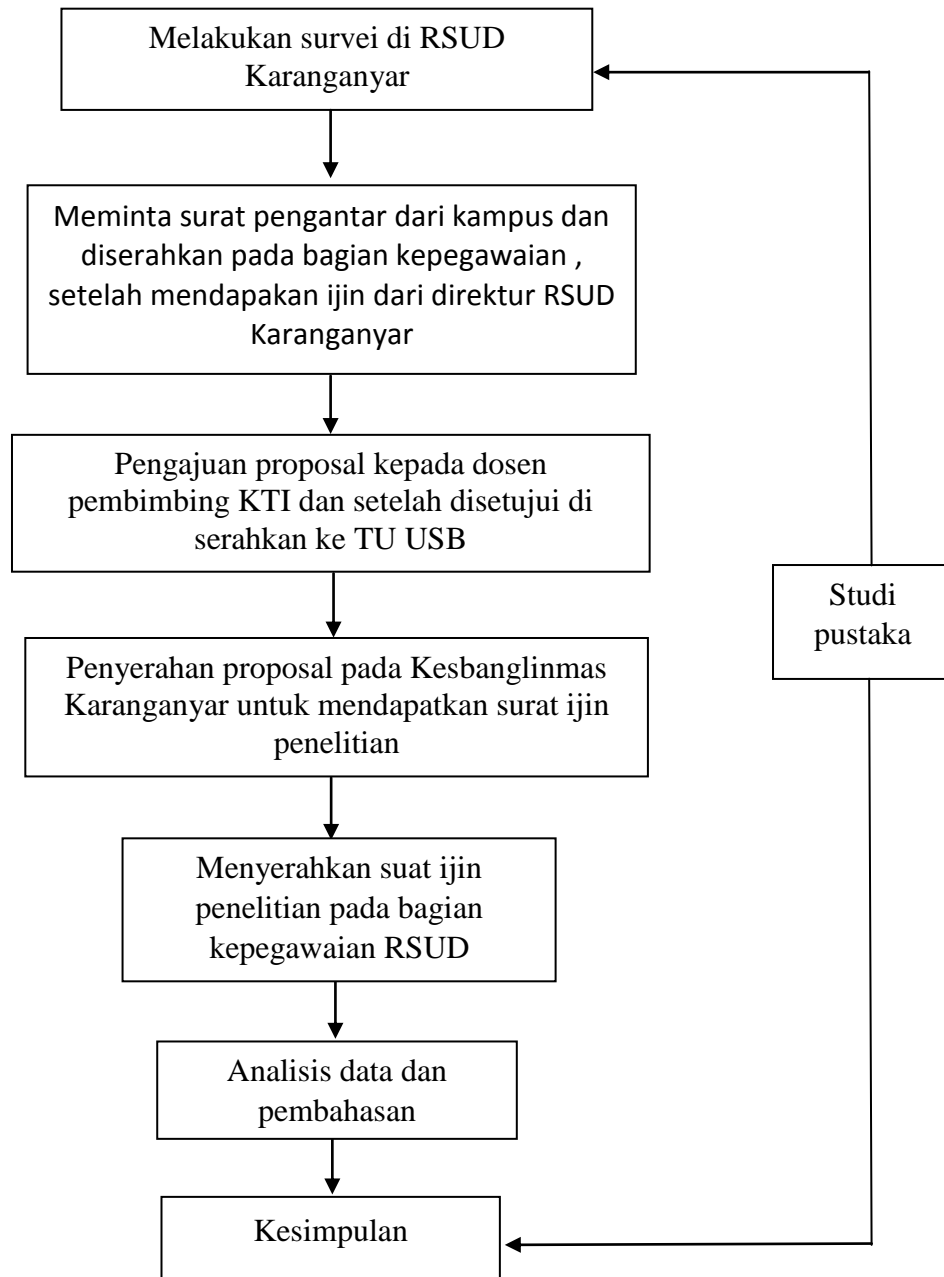 Melakukan survei di RSUD
Karanganyar
Meminta surat pengantar dari kampus dan
diserahkan pada bagian kepegawaian ,
setelah mendapakan ijin dari direktur RSUD
Karanganyar
Pengajuan proposal kepada dosen
pembimbing KTI dan setelah disetujui di
serahkan ke TU USB
Penyerahan proposal pada Kesbanglinmas
Karanganyar untuk mendapatkan surat ijin
penelitian
Menyerahkan suat ijin
penelitian pada bagian
kepegawaian RSUD
Analisis data dan
pembahasan
Kesimpulan
Studi
pustaka